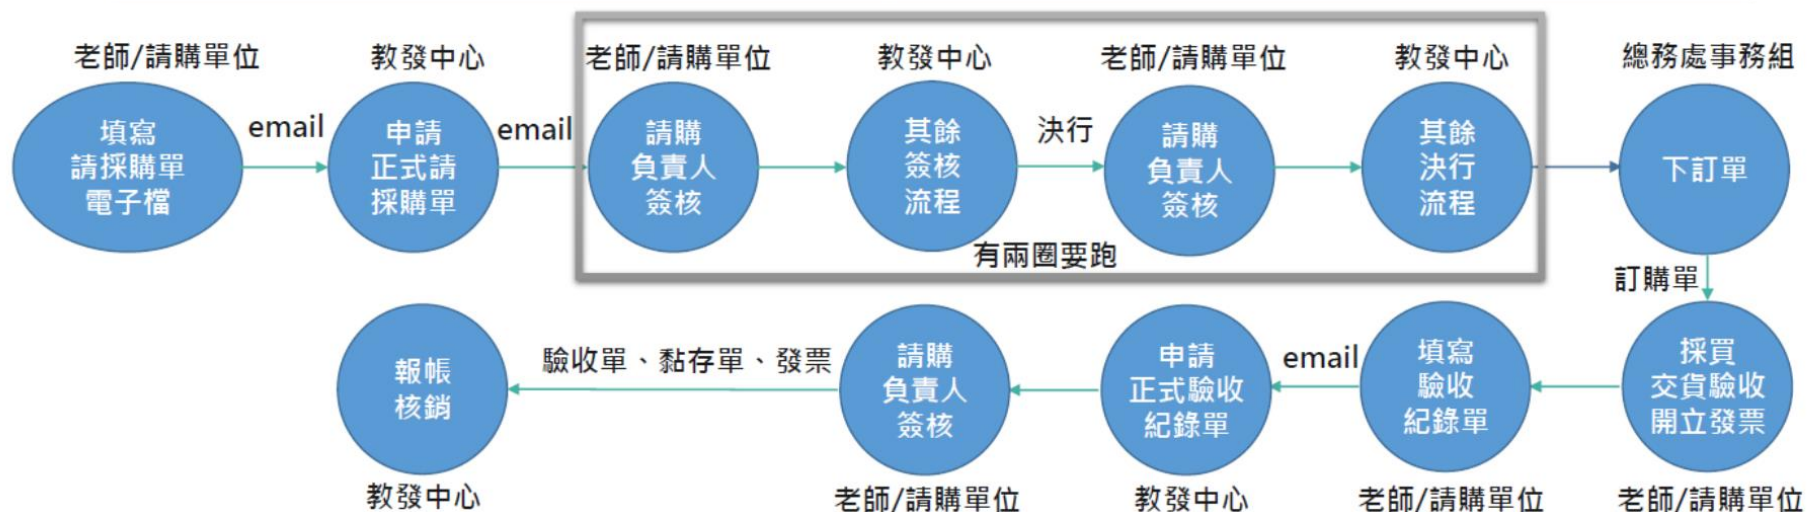 老師/請購單位
填寫
請採購單
電子檔
email
教發中心
申請
正式請
採購單
email
老師/請購單位
請購
負責人
簽核
教發中心
其餘
簽核
流程
決行
老師/請購單位
請購
負責人
簽核
教發中心
其餘
決行
流程
有兩圈要跑
總務處事務組
下訂單
訂購單
採買
交貨驗收
開立發票
老師/請購單位
填寫
驗收
紀錄單
老師/請購單位
email
申請
正式驗收
紀錄單
教發中心
請購
負責人
簽核
老師/請購單位
驗收單、黏存單、發票
報帳
核銷
教發中心